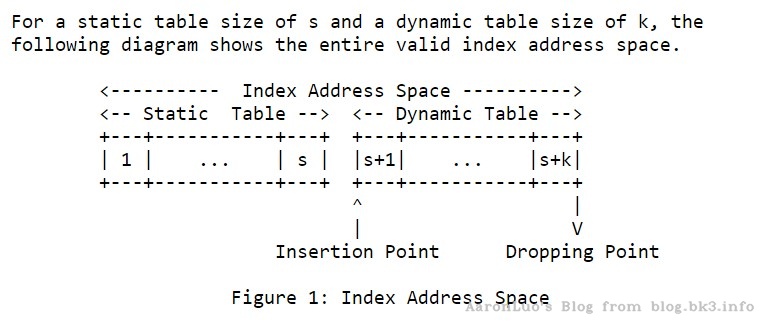 For a static table size of s and a dynamic table size of k, the
following diagram shows the entire valid index address space.
<---------- Index Address Space ---------->
<-- Static Table --> <-- Dynamic Table -->
+---+-----------+---+ +---+-----------+---+
| 1 | ... | s | |s+1| ... |s+k|
+---+-----------+---+ +---+-----------+---+
^ |
| V
Insertion Point Dropping Point
Figure 1: Index Address Space
AaronLuo's Blog from blog.bk3.info